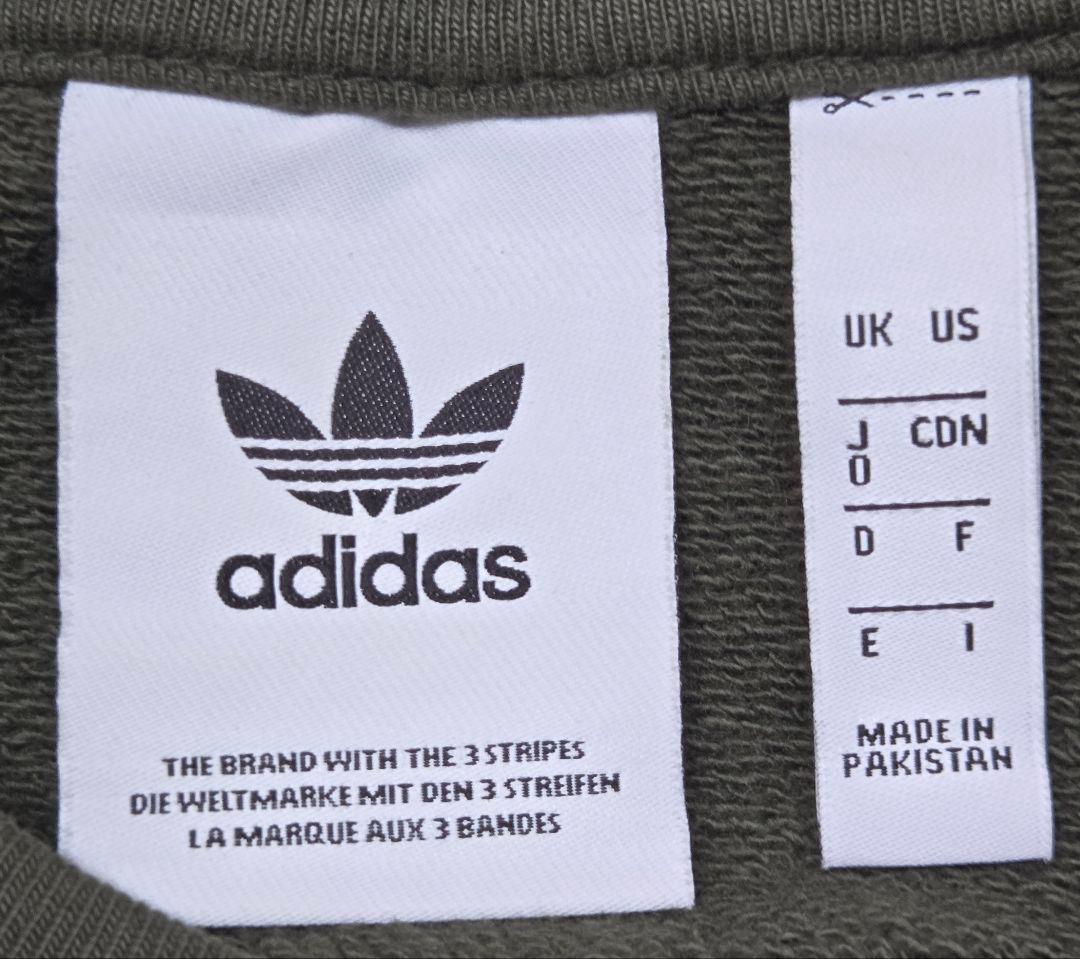 adidas
THE BRAND WITH THE 3 STRIPES
DIE WELTMARKE MIT DEN 3 STREIFEN
LA MARQUE AUX 3 BANDES
UK US
J CDN
O
D F
E I
MADE IN
PAKISTAN